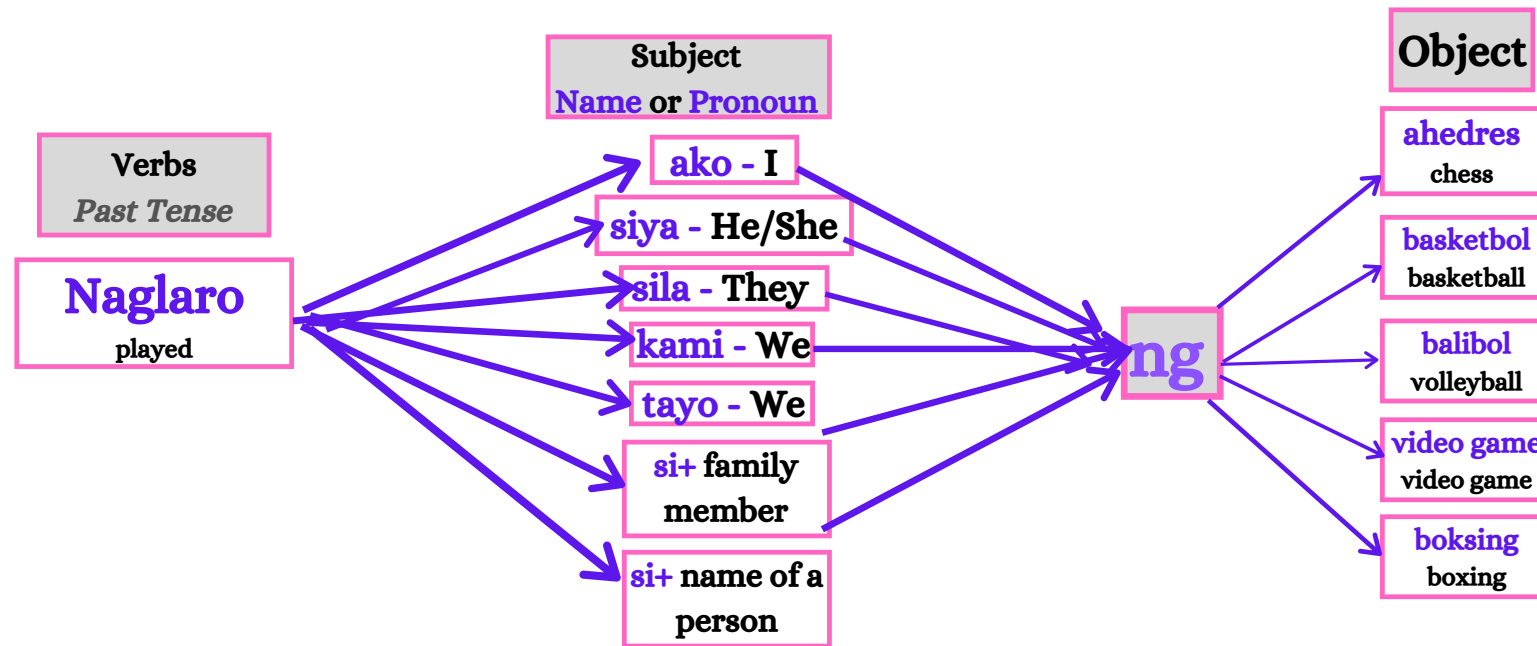 Verbs
Past Tense
Naglaro
played
Subject
Name or Pronoun
ako - I
siya - He/She
sila - They
kami - We
tayo - We
si+ family
member
si+ name of a
person
ng
Object
ahedres
chess
basketbol
basketball
balibol
volleyball
video game
video game
boksing
boxing